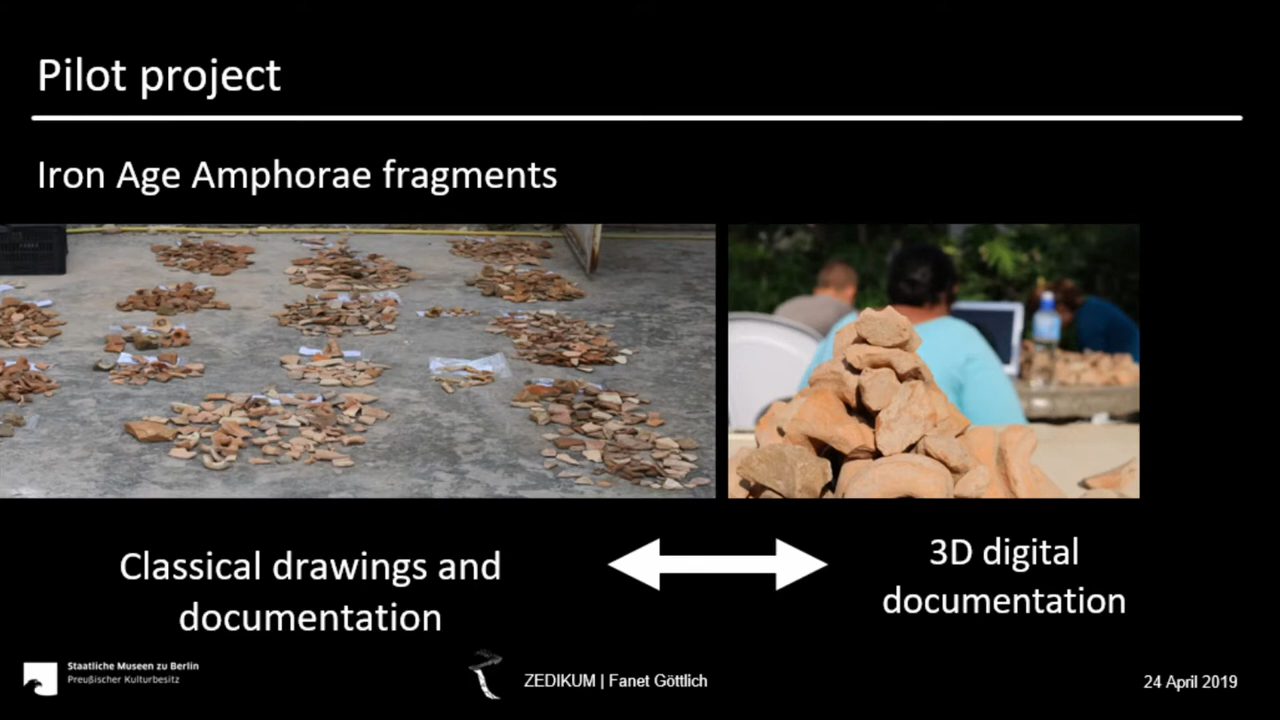 Pilot project
Iron Age Amphorae fragments
Classical drawings and
documentation
3D digital
documentation
Staatliche Museen zu Berlin
Preußischer Kulturbesitz
ZEDIKUM | Fanet Göttlich
24 April 2019